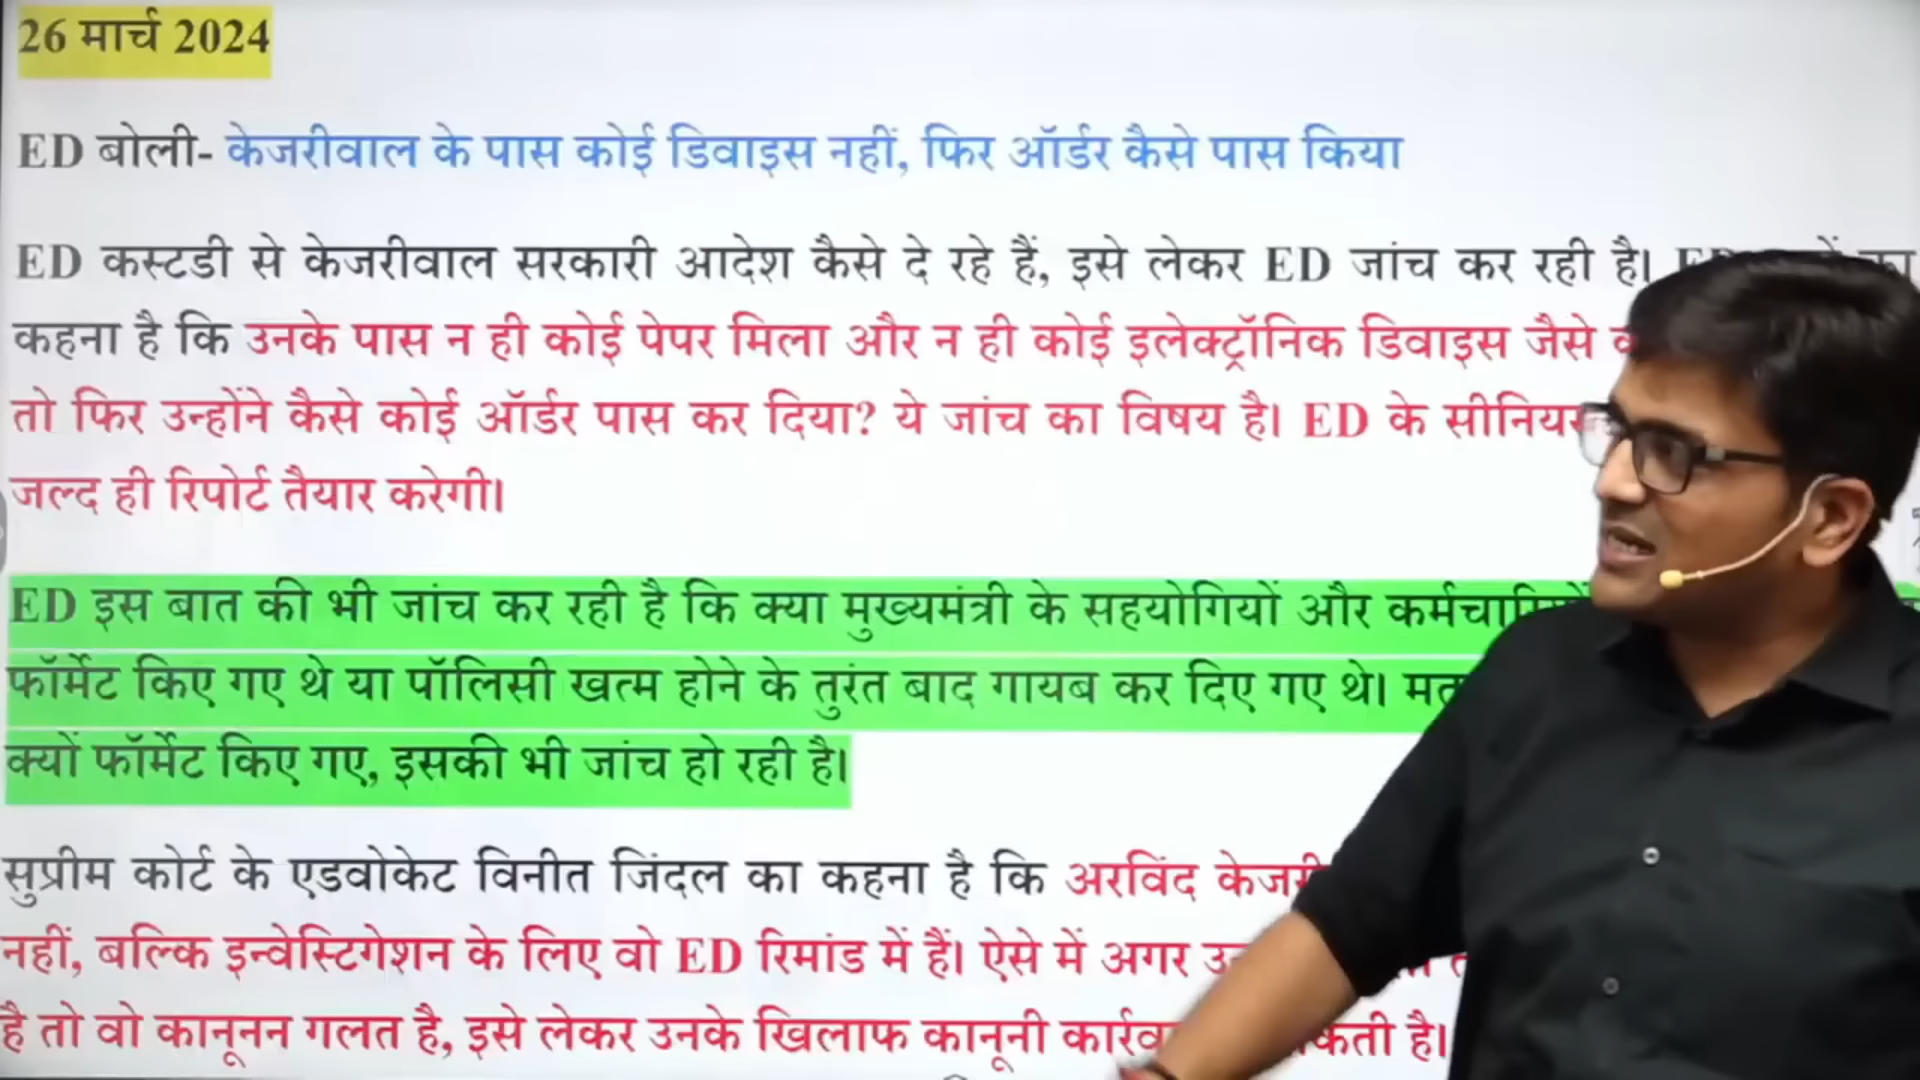 26 मार्च 2024
ED बोली- केजरीवाल के पास कोई डिवाइस नहीं, फिर ऑर्डर कैसे पास किया
ED कस्टडी से केजरीवाल सरकारी आदेश कैसे दे रहे हैं, इसे लेकर ED जांच कर रही है।
कहना है कि उनके पास न ही कोई पेपर मिला और न ही कोई इलेक्ट्रॉनिक डिवाइस जैसे
तो फिर उन्होंने कैसे कोई ऑर्डर पास कर दिया? ये जांच का विषय है। ED के सीनियर
जल्द ही रिपोर्ट तैयार करेगी।
ED इस बात की भी जांच कर रही है कि क्या मुख्यमंत्री के सहयोगियों और
फॉर्मेट किए गए थे या पॉलिसी खत्म होने के तुरंत बाद गायब कर दिए गए थे।
क्यों फॉर्मेट किए गए, इसकी भी जांच हो रही है।
सुप्रीम कोर्ट के एडवोकेट विनीत जिंदल का कहना है कि अरविंद
नहीं, बल्कि इन्वेस्टिगेशन के लिए वो ED रिमांड में हैं। ऐसे में अगर
है तो वो कानूनन गलत है, इसे लेकर उनके खिलाफ कानूनी है।